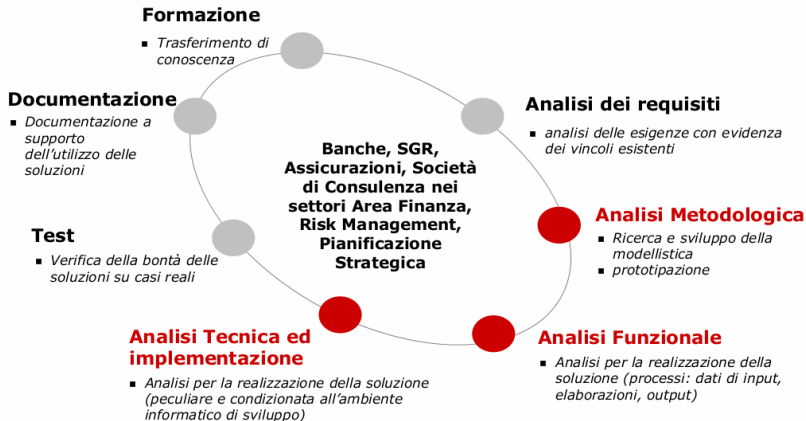 Formazione
▪ Trasferimento di
conoscenza
Documentazione
▪ Documentazione a
supporto
dell'utilizzo delle
soluzioni
Test
▪ Verifica della bontà delle
soluzioni su casi reali
Banche, SGR,
Assicurazioni, Società
di Consulenza nei
settori Area Finanza,
Risk Management,
Pianificazione
Strategica
Analisi dei requisiti
▪ analisi delle esigenze con evidenza
dei vincoli esistenti
Analisi Metodologica
▪ Ricerca e sviluppo della
modellistica
▪ prototipazione
Analisi Funzionale
▪ Analisi per la realizzazione della
soluzione (processi: dati di input,
elaborazioni, output)
Analisi Tecnica ed
implementazione
▪ Analisi per la realizzazione della soluzione
(peculiare e condizionata all'ambiente
informatico di sviluppo)